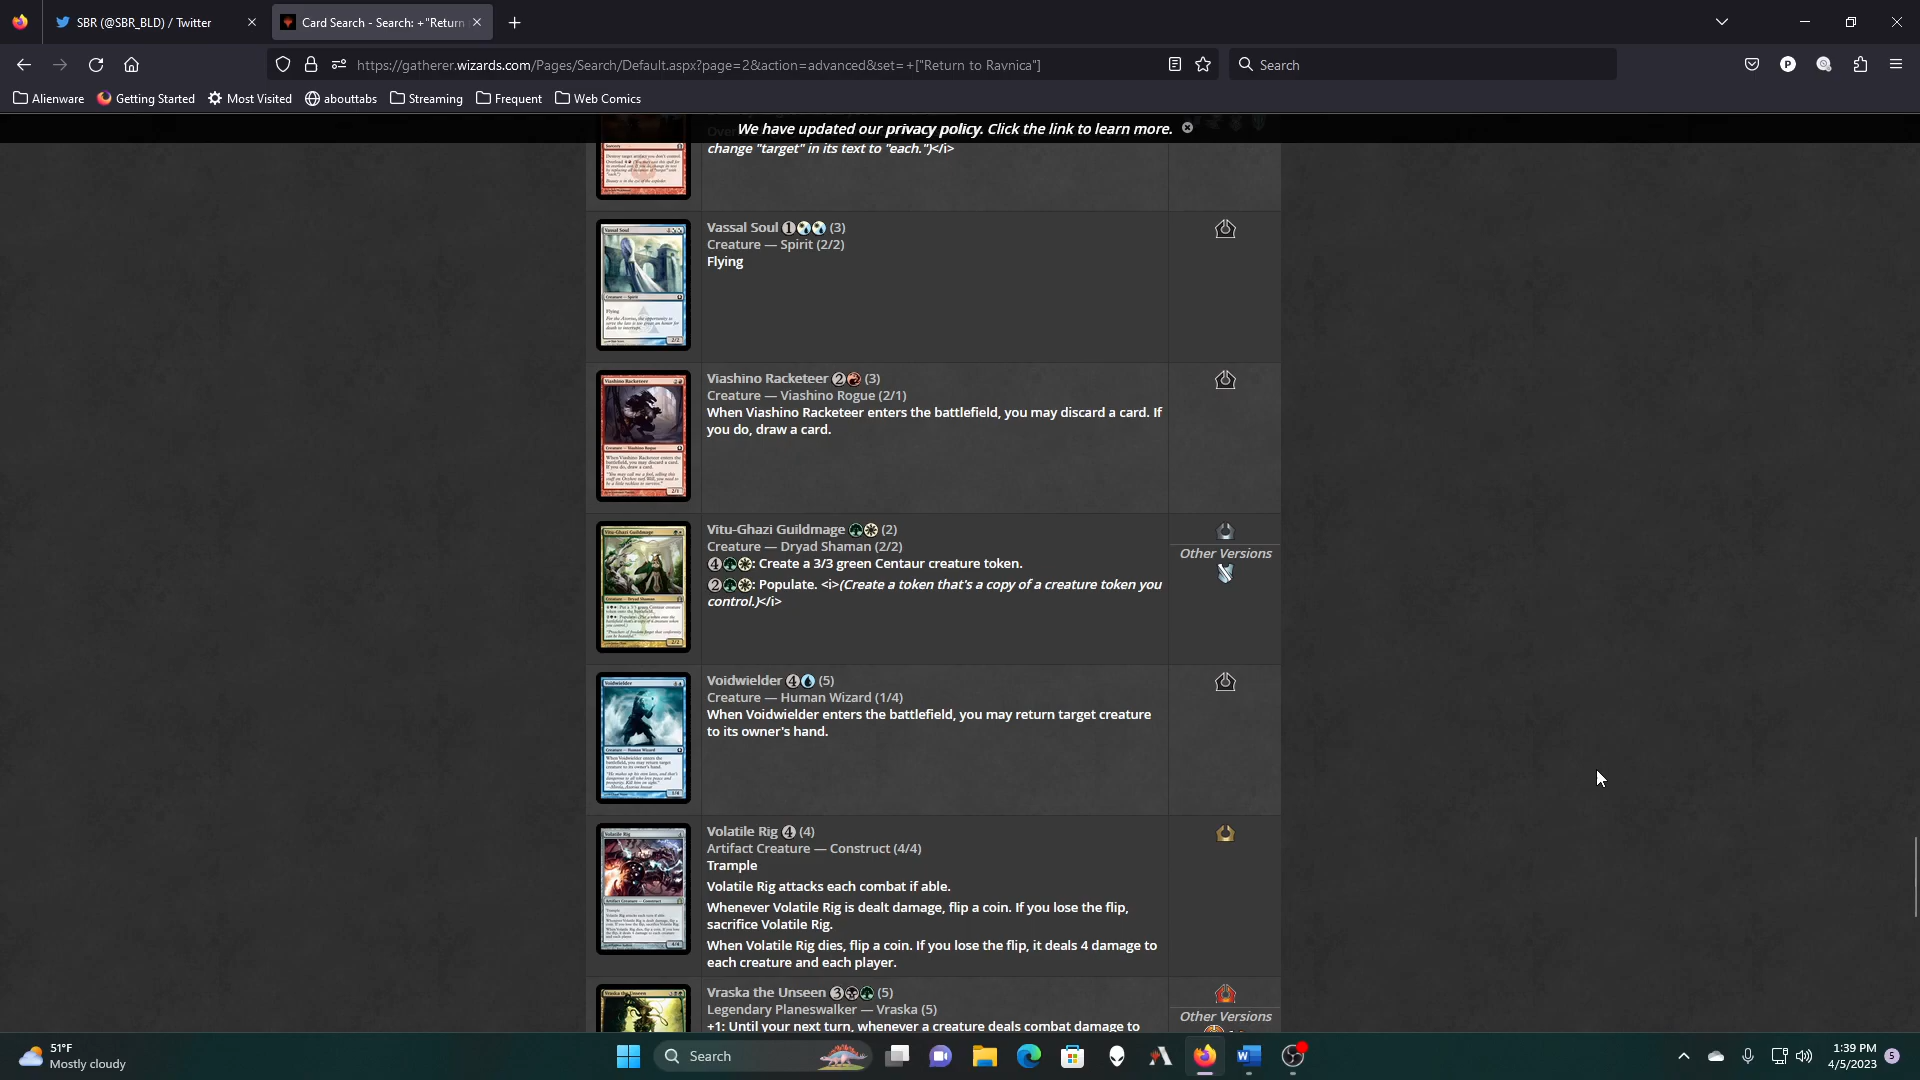 SBR (@SBR_BLD) / Twitter
Card Search - Search: +"Return
https://gatherer.wizards.com/Pages/Search/Default.aspx?page=2&action=advanced&set=+["Return to Ravnica"]
Search
Alienware
Getting Started
Most Visited
abouttabs
Streaming
Frequent
Web Comics
We have updated our privacy policy. Click the link to learn more.
change "target" in its text to "each.")</i>
Vassal Soul 1 (3)
Creature — Spirit (2/2)
Flying
Viashino Racketeer 2 (3)
Creature — Viashino Rogue (2/1)
When Viashino Racketeer enters the battlefield, you may discard a card. If
you do, draw a card.
Vitu-Ghazi Guildmage (2)
Creature — Dryad Shaman (2/2)
4: Create a 3/3 green Centaur creature token.
2: Populate. <i>(Create a token that's a copy of a creature token you
control.)</i>
Other Versions
Voidwielder 4 (5)
Creature — Human Wizard (1/4)
When Voidwielder enters the battlefield, you may return target creature
to its owner's hand.
Volatile Rig 4 (4)
Artifact Creature — Construct (4/4)
Trample
Volatile Rig attacks each combat if able.
Whenever Volatile Rig is dealt damage, flip a coin. If you lose the flip,
sacrifice Volatile Rig.
When Volatile Rig dies, flip a coin. If you lose the flip, it deals 4 damage to
each creature and each player.
Vraska the Unseen 3 (5)
Legendary Planeswalker — Vraska (5)
+1: Until your next turn, whenever a creature deals combat damage to
Other Versions
51°F
Mostly cloudy
Search
1:39 PM
4/5/2023
5